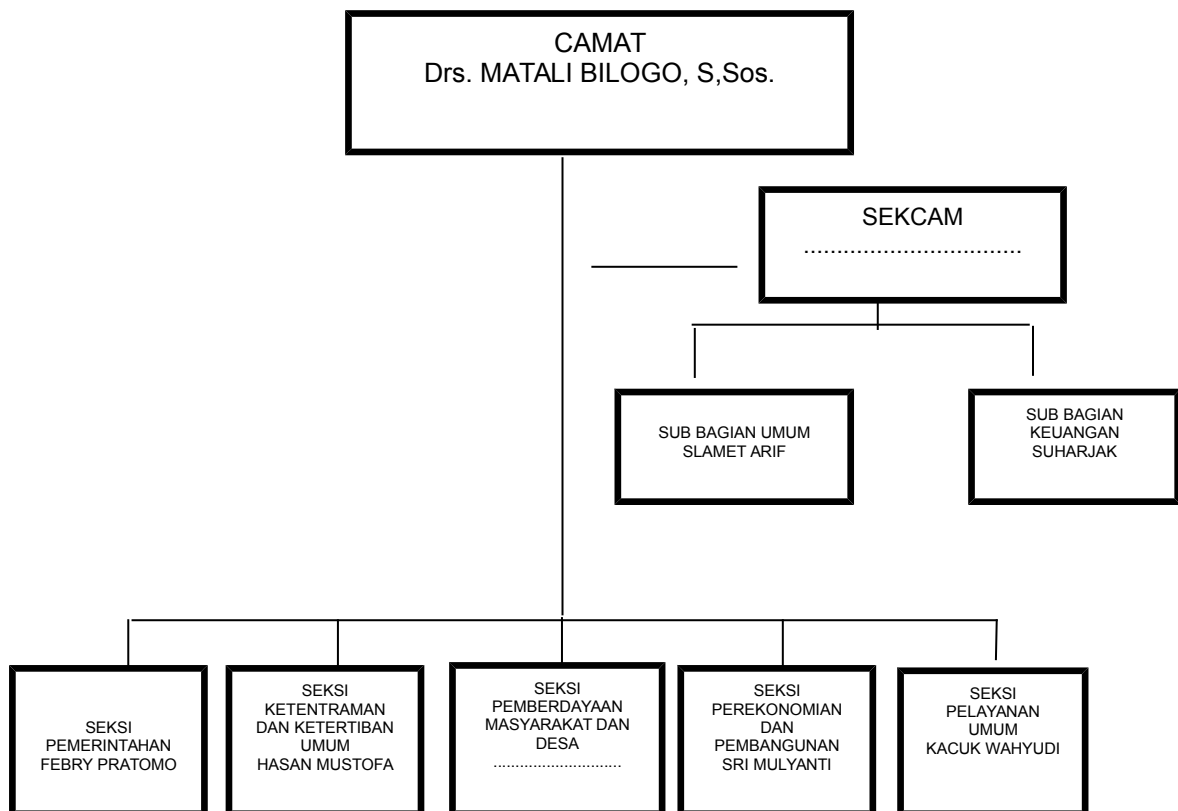 CAMAT
Drs. MATALI BILOGO, S,Sos.
SEKCAM
................................
SUB BAGIAN UMUM
SLAMET ARIF
SUB BAGIAN
KEUANGAN
SUHARJAK
SEKSI
PEMERINTAHAN
FEBRY PRATOMO
SEKSI
KETENTRAMAN
DAN KETERTIBAN
UMUM
HASAN MUSTOFA
SEKSI
PEMBERDAYAAN
MASYARAKAT DAN
DESA
.............................
SEKSI
PEREKONOMIAN
DAN
PEMBANGUNAN
SRI MULYANTI
SEKSI
PELAYANAN
UMUM
KACUK WAHYUDI